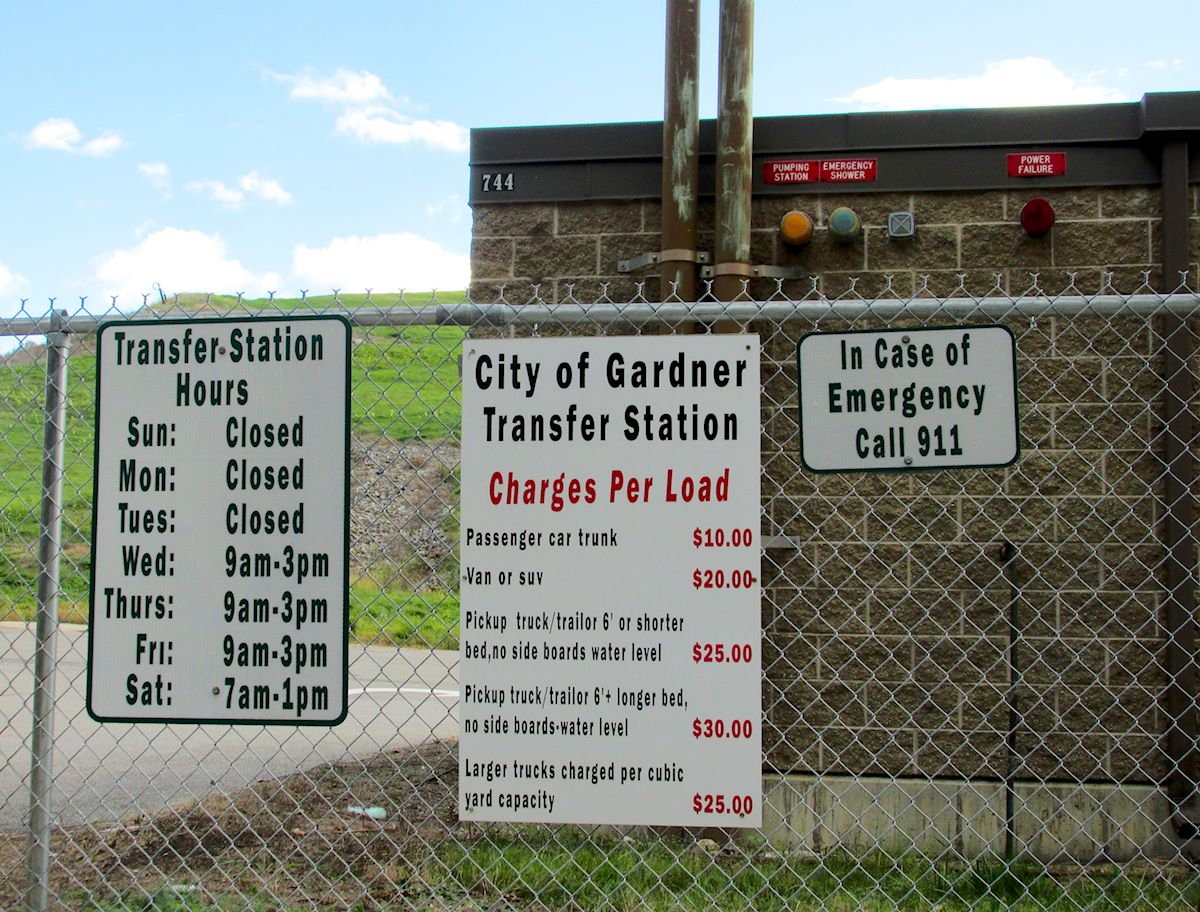 744
PUMPING STATION
EMERGENCY SHOWER
POWER FAILURE
Transfer Station
Hours
Sun: Closed
Mon: Closed
Tues: Closed
Wed: 9am-3pm
Thurs: 9am-3pm
Fri: 9am-3pm
Sat: 7am-1pm
City of Gardner
Transfer Station
Charges Per Load
Passenger car trunk $10.00
Van or suv $20.00
Pickup truck/trailor 6' or shorter
bed,no side boards water level $25.00
Pickup truck/trailor 6'+ longer bed,
no side boards-water level $30.00
Larger trucks charged per cubic
yard capacity $25.00
In Case of
Emergency
Call 911